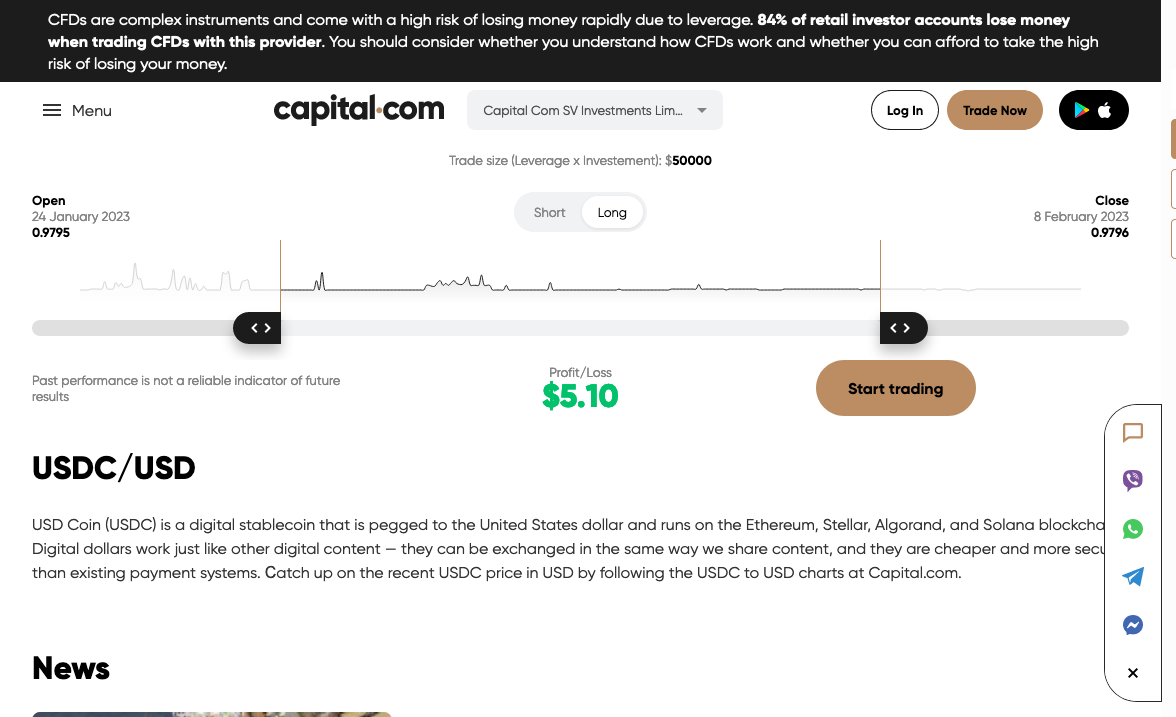 CFDs are complex instruments and come with a high risk of losing money rapidly due to leverage. 84% of retail investor accounts lose money
when trading CFDs with this provider. You should consider whether you understand how CFDs work and whether you can afford to take the high
risk of losing your money.
Menu
capital.com
Capital Com SV Investments Lim...
Log In
Trade Now
Trade size (Leverage x Investement): $50000
Open
24 January 2023
0.9795
Short
Long
Close
8 February 2023
0.9796
Past performance is not a reliable indicator of future
results
Profit/Loss
$5.10
Start trading
USDC/USD
USD Coin (USDC) is a digital stablecoin that is pegged to the United States dollar and runs on the Ethereum, Stellar, Algorand, and Solana blockcha
Digital dollars work just like other digital content — they can be exchanged in the same way we share content, and they are cheaper and more secu
than existing payment systems. Catch up on the recent USDC price in USD by following the USDC to USD charts at Capital.com.
News